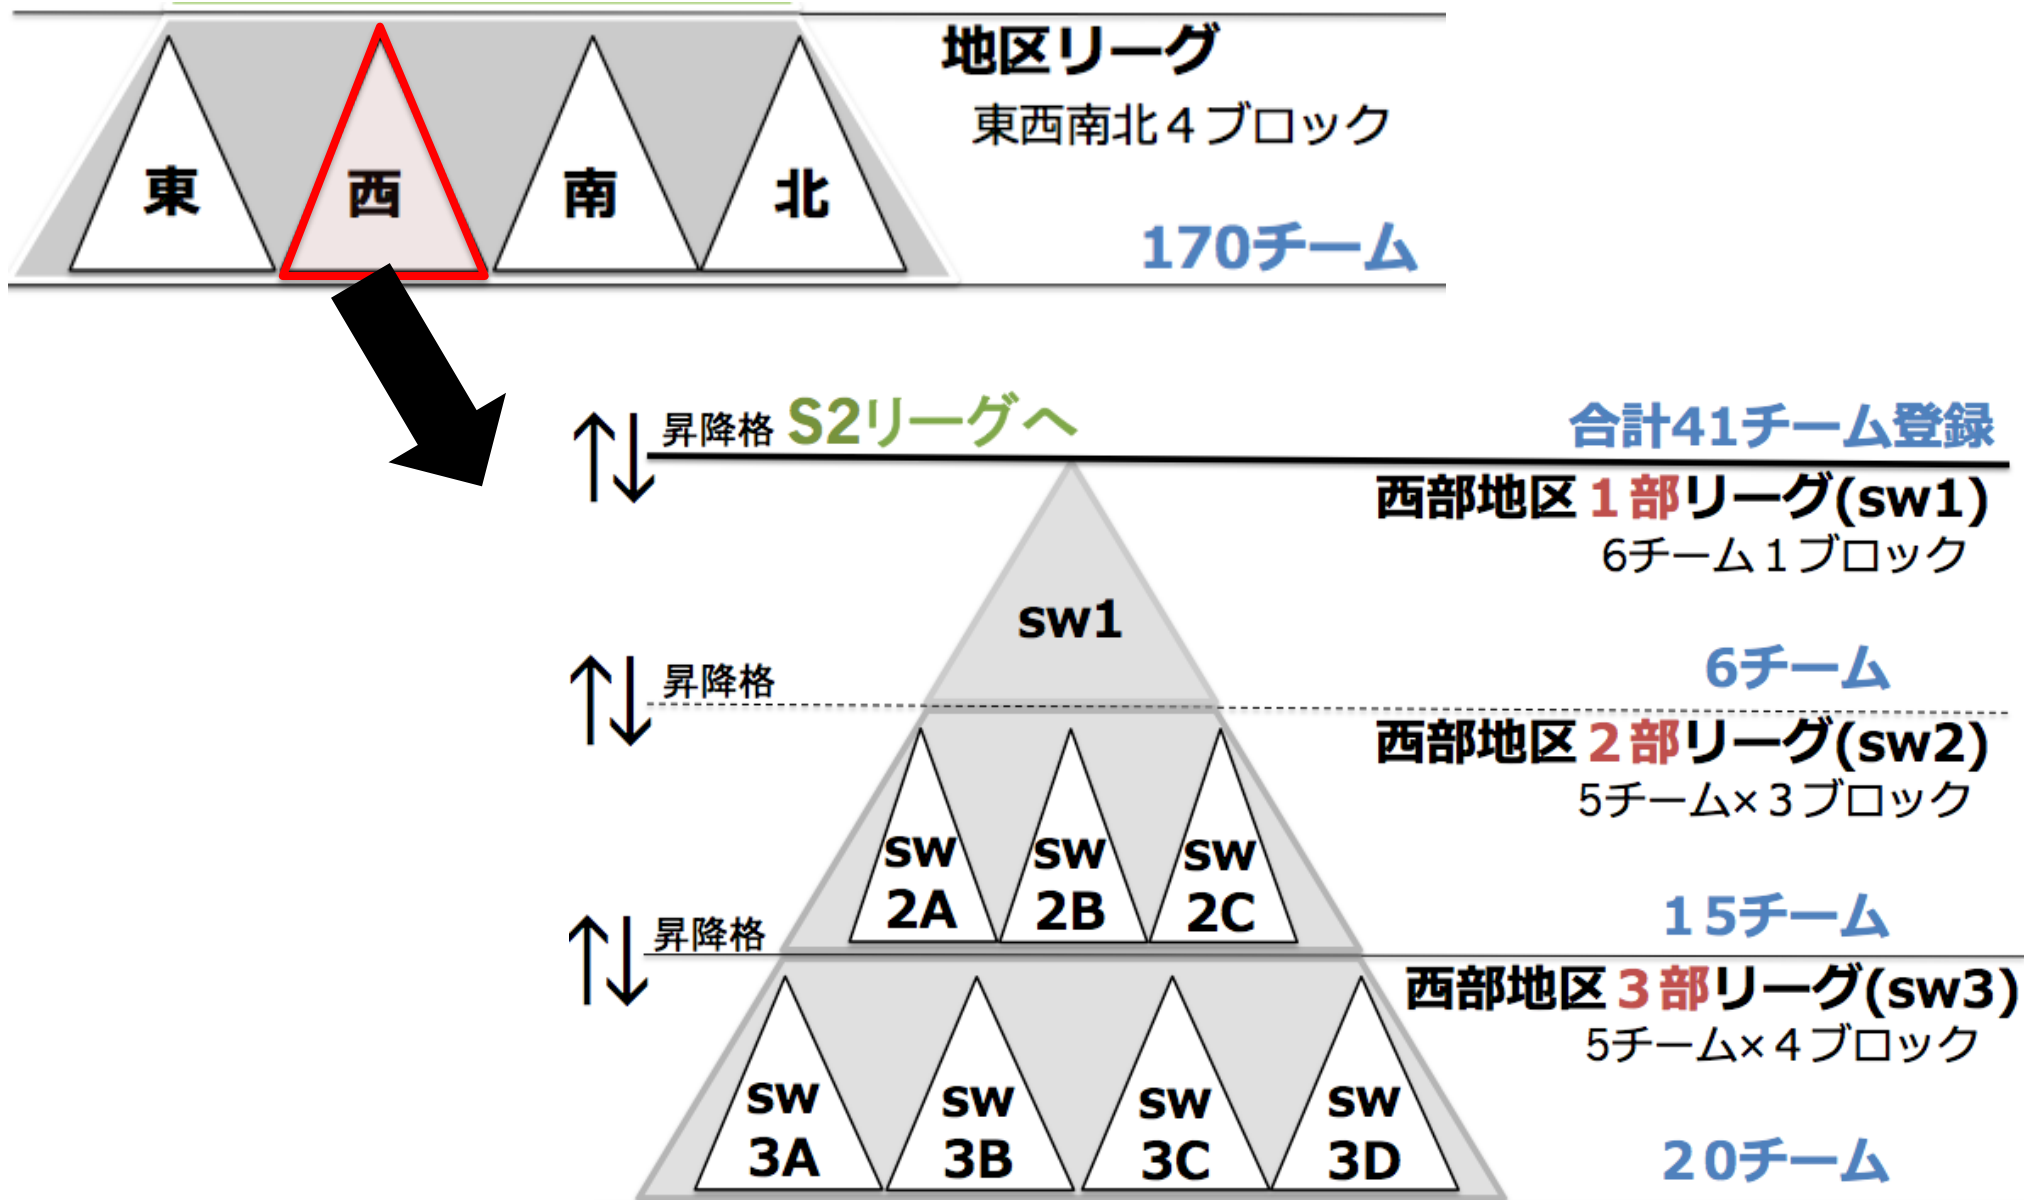 地区リーグ
東西南北４ブロック
東
西
南
北
170チーム
昇降格 S2リーグへ
合計41チーム登録
西部地区１部リーグ(sw1)
6チーム１ブロック
sw1
6チーム
昇降格
西部地区２部リーグ(sw2)
5チーム×３ブロック
sw
2A
sw
2B
sw
2C
１5チーム
昇降格
西部地区３部リーグ(sw3)
5チーム×４ブロック
sw
3A
sw
3B
sw
3C
sw
3D
２0チーム